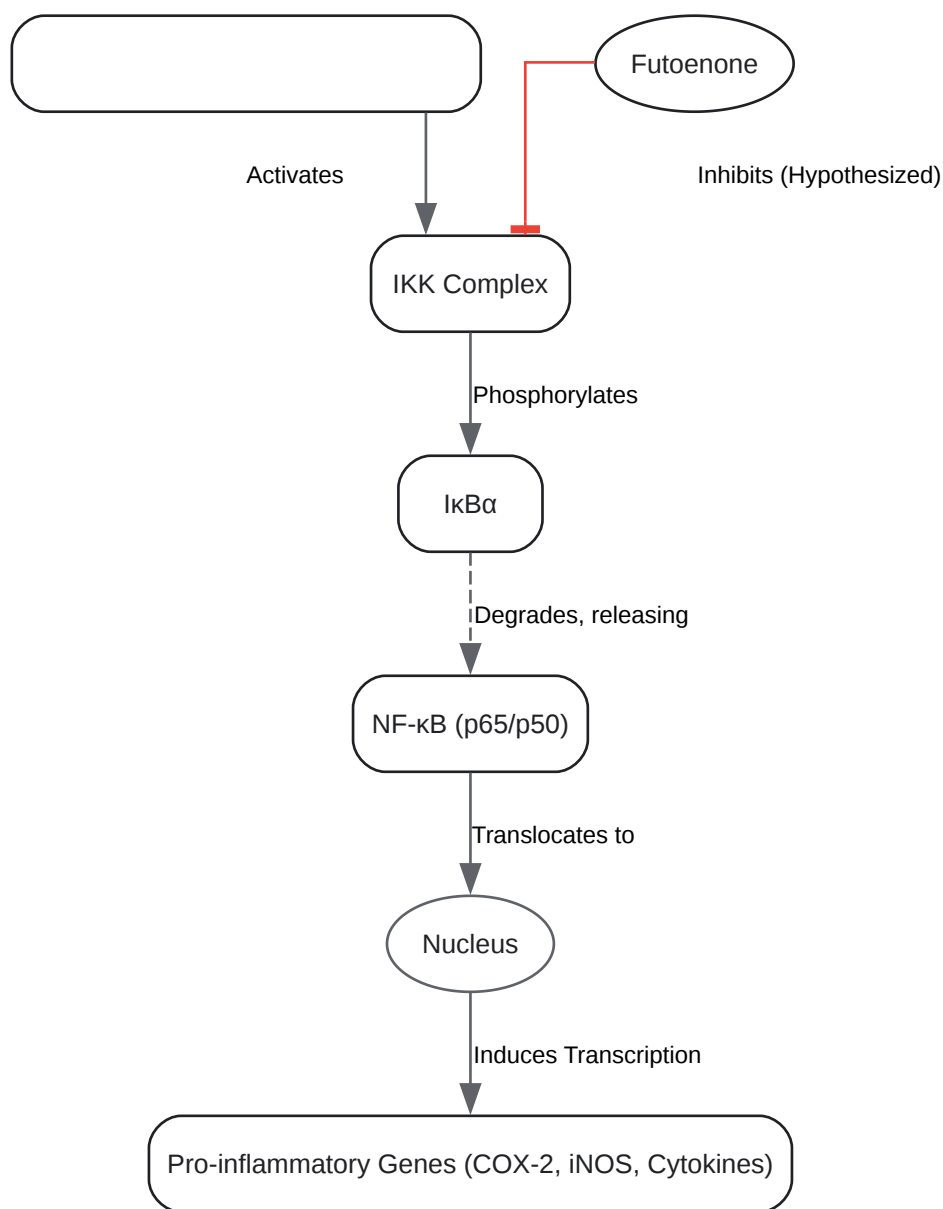 Futoenone
Activates
Inhibits (Hypothesized)
IKK Complex
Phosphorylates
IκBα
Degrades, releasing
NF-κB (p65/p50)
Translocates to
Nucleus
Induces Transcription
Pro-inflammatory Genes (COX-2, iNOS, Cytokines)